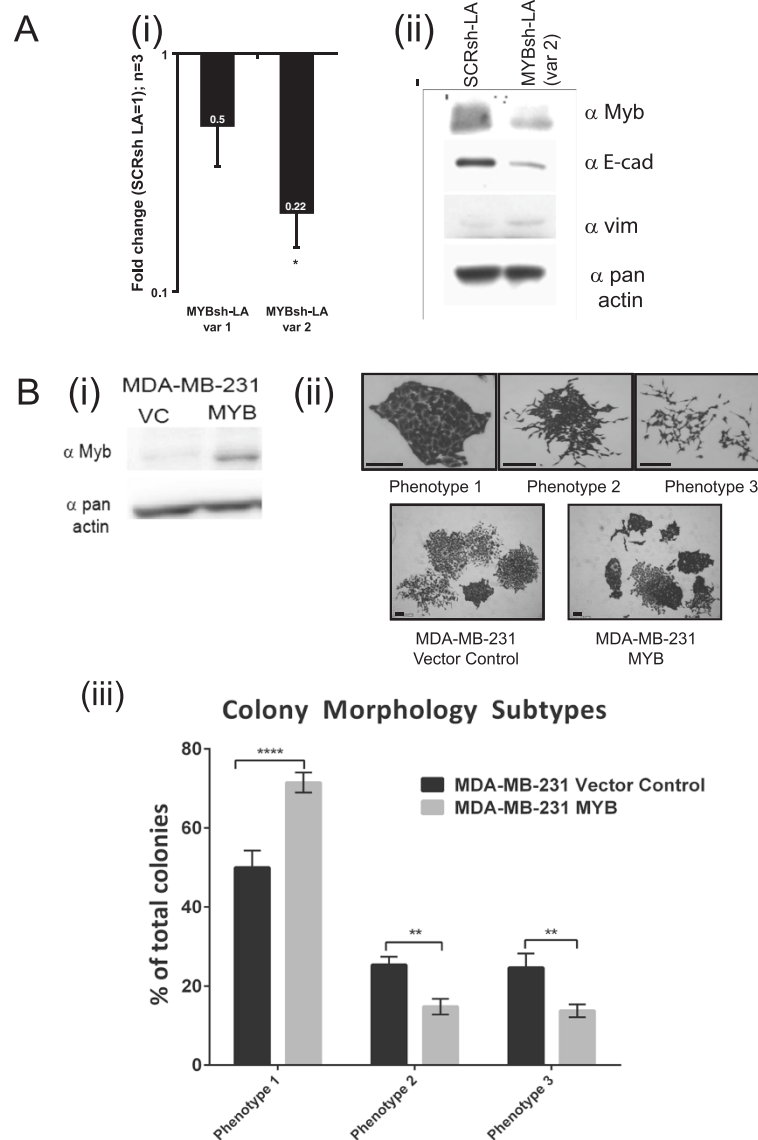 A
(i)
Fold change (SCRsh LA=1); n=3
1
0.5
0.22
*
0.1
MYBsh-LA
var 1
MYBsh-LA
var 2
(ii)
SCRsh-LA
MYBsh-LA
(var 2)
α Myb
α E-cad
α vim
α pan
actin
B
(i)
MDA-MB-231
VC
MYB
α Myb
α pan
actin
(ii)
Phenotype 1
Phenotype 2
Phenotype 3
MDA-MB-231
Vector Control
MDA-MB-231
MYB
(iii)
Colony Morphology Subtypes
% of total colonies
80
60
40
20
0
****
**
**
MDA-MB-231 Vector Control
MDA-MB-231 MYB
Phenotype 1
Phenotype 2
Phenotype 3